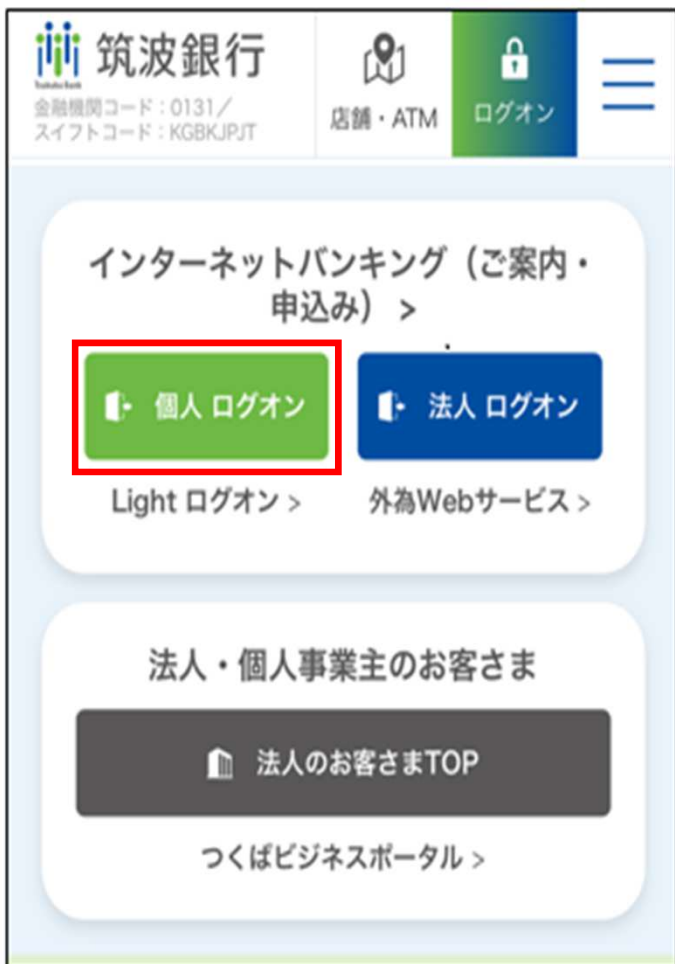 筑波銀行
Tsukuba Bank
金融機関コード：0131／
スイフトコード：KGBKJPJT
店舗・ATM
ログオン
インターネットバンキング（ご案内・
申込み） >
個人 ログオン
法人 ログオン
Light ログオン >
外為Webサービス >
法人・個人事業主のお客さま
法人のお客さまTOP
つくばビジネスポータル >